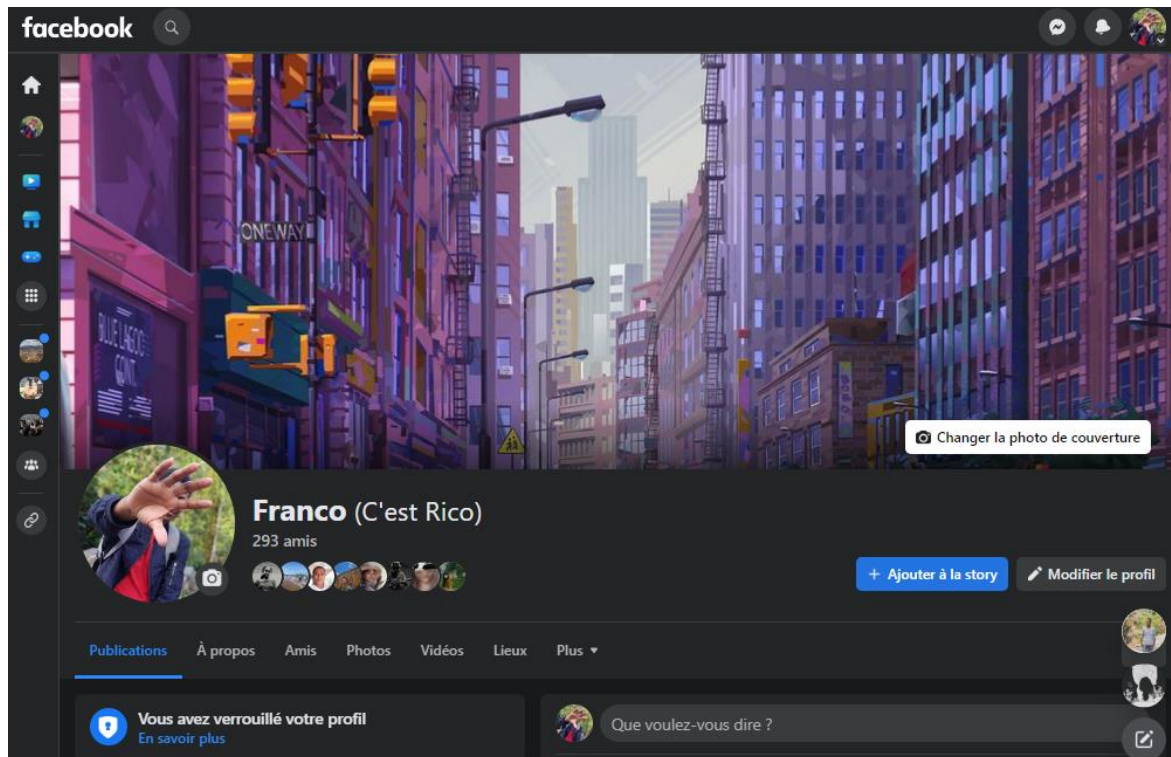 facebook
ONEWAY
BLUE LAGOO
Changer la photo de couverture
Franco (C'est Rico)
293 amis
+ Ajouter à la story
Modifier le profil
Publications
À propos
Amis
Photos
Vidéos
Lieux
Plus
Vous avez verrouillé votre profil
En savoir plus
Que voulez-vous dire ?